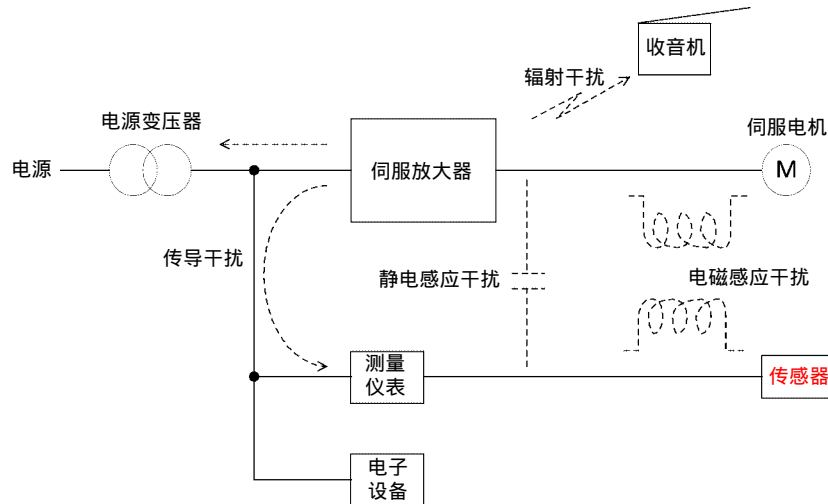 收音机
辐射干扰
电源变压器
伺服电机
电源
伺服放大器
M
传导干扰
静电感应干扰
电磁感应干扰
测量
仪表
传感器
电子
设备